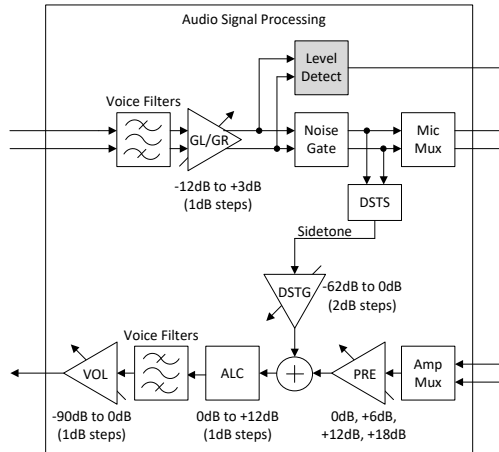 Audio Signal Processing
Level
Detect
Voice Filters
GL/GR
Noise
Gate
Mic
Mux
-12dB to +3dB
(1dB steps)
DSTS
Sidetone
DSTG
-62dB to 0dB
(2dB steps)
Voice Filters
VOL
ALC
PRE
Amp
Mux
-90dB to 0dB
(1dB steps)
0dB to +12dB
(1dB steps)
0dB, +6dB,
+12dB, +18dB